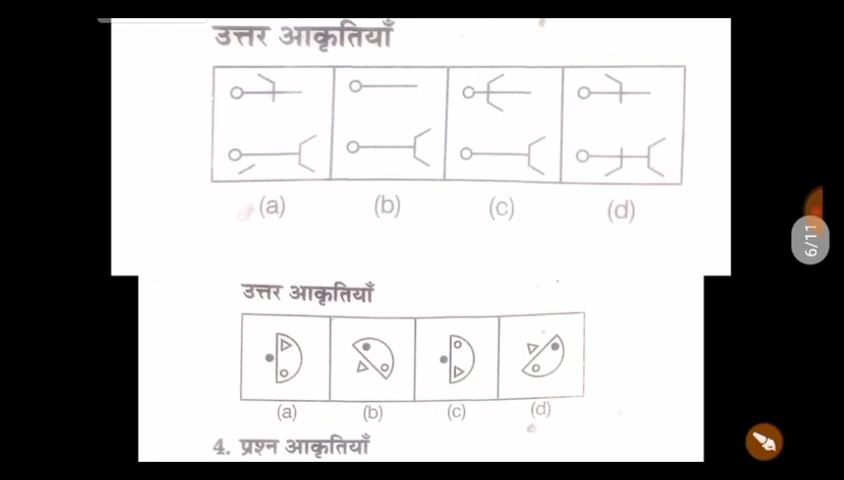 उत्तर आकृतियाँ
(a) (b) (c) (d)
उत्तर आकृतियाँ
(a) (b) (c) (d)
4. प्रश्न आकृतियाँ
6/11